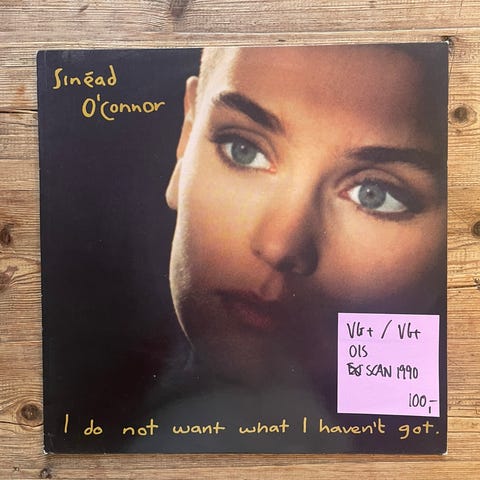 Sinéad
O'Connor
VG+ / VG+
OIS
SCAN 1990
100,-
I do not want what I haven't got.